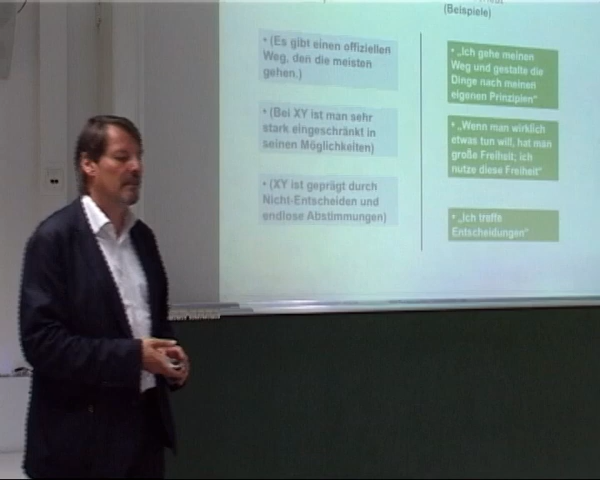 (Beispiele)
• (Es gibt einen offiziellen
Weg, den die meisten
gehen.)
• (Bei XY ist man sehr
stark eingeschränkt in
seinen Möglichkeiten)
• (XY ist geprägt durch
Nicht-Entscheiden und
endlose Abstimmungen)
• „Ich gehe meinen
Weg und gestalte die
Dinge nach meinen
eigenen Prinzipien“
• „Wenn man wirklich
etwas tun will, hat man
große Freiheit; ich
nutze diese Freiheit“
• „Ich treffe
Entscheidungen“